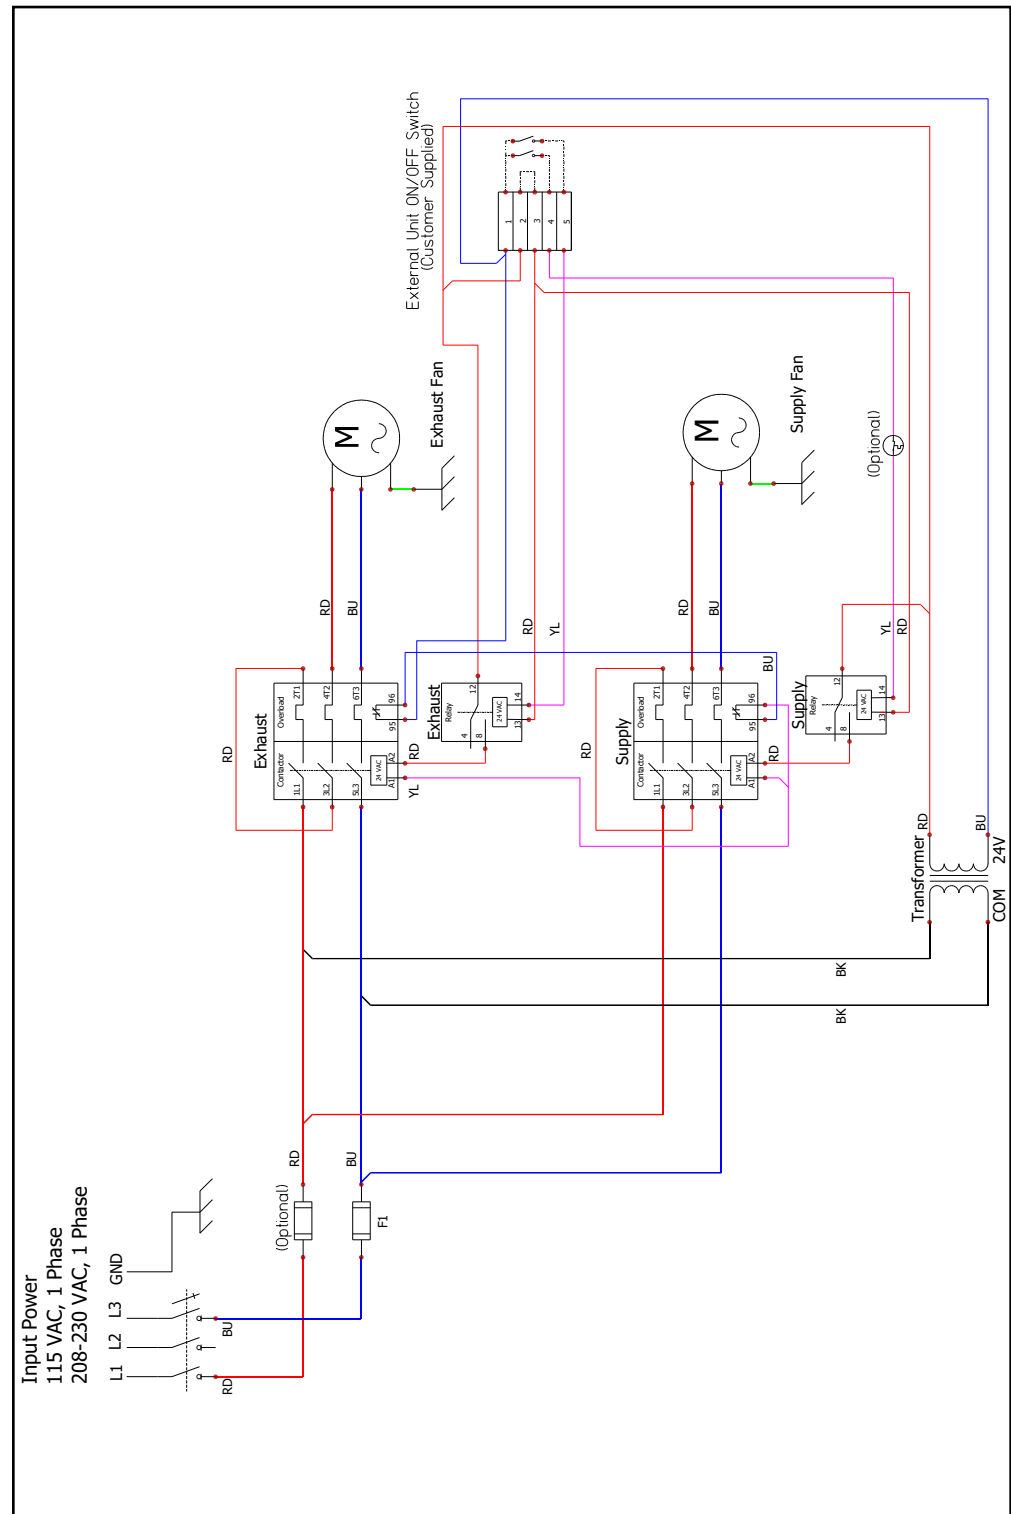 External Unit ON/OFF Switch
(Customer Supplied)
1
2
3
4
5
Exhaust Fan
M
Supply Fan
M
(Optional)
RD
BU
RD
YL
RD
BU
YL
RD
BU
RD
Exhaust
Contactor
Overload
2T1
4T2
6T3
95
96
1L1
3L2
5L3
24 VAC
A1
A2
RD
YL
Exhaust
Relay
12
4
8
24 VAC
13
14
RD
Supply
Contactor
Overload
2T1
4T2
6T3
95
96
1L1
3L2
5L3
24 VAC
A1
A2
RD
Supply
Relay
12
4
8
24 VAC
13
14
Transformer
RD
BU
24V
COM
BK
BK
RD
BU
(Optional)
F1
Input Power
115 VAC, 1 Phase
208-230 VAC, 1 Phase
L1
L2
L3
GND
RD
BU